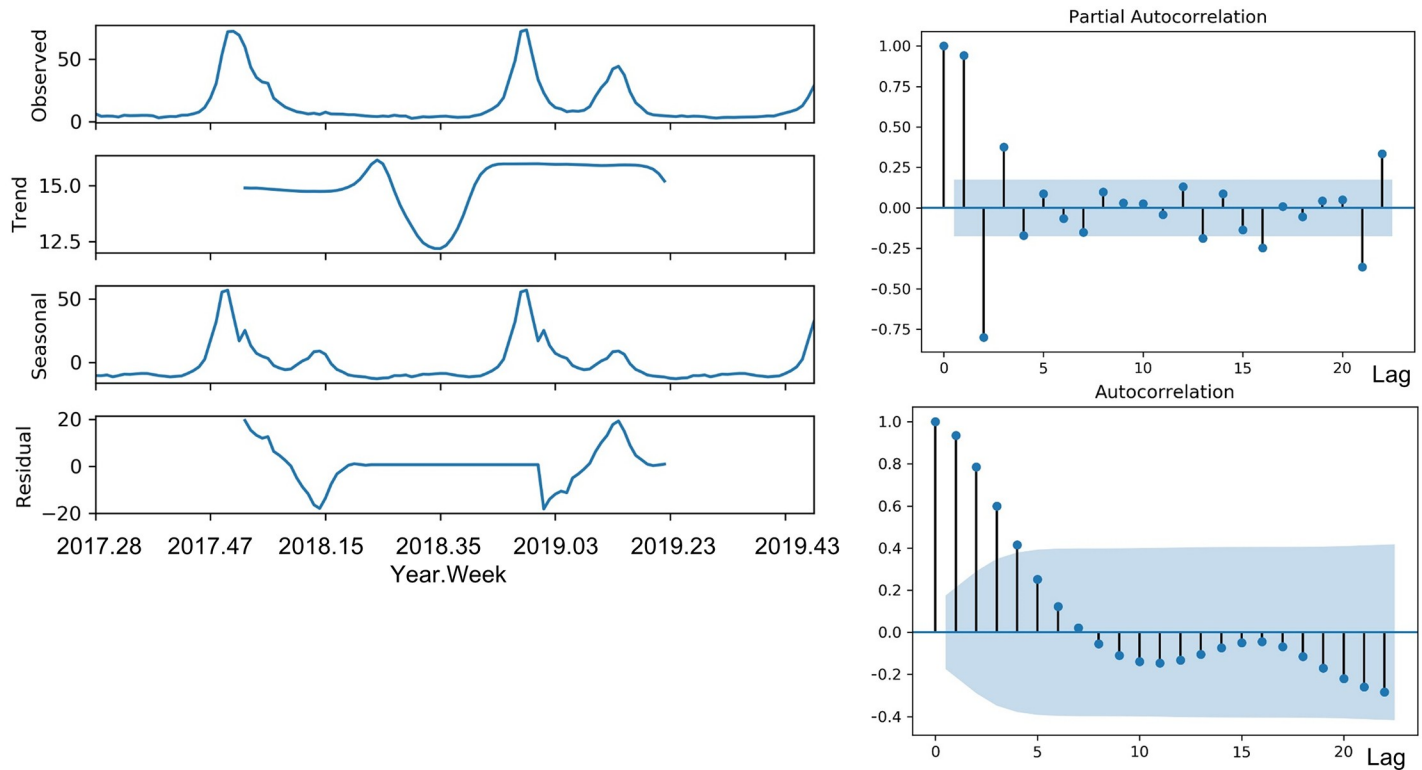 Observed
50
0
Trend
15.0
12.5
Seasonal
50
0
Residual
20
0
−20
2017.28 2017.47 2018.15 2018.35 2019.03 2019.23 2019.43
Year.Week
Partial Autocorrelation
1.00
0.75
0.50
0.25
0.00
-0.25
-0.50
-0.75
0 5 10 15 20 Lag
Autocorrelation
1.0
0.8
0.6
0.4
0.2
0.0
-0.2
-0.4
0 5 10 15 20 Lag